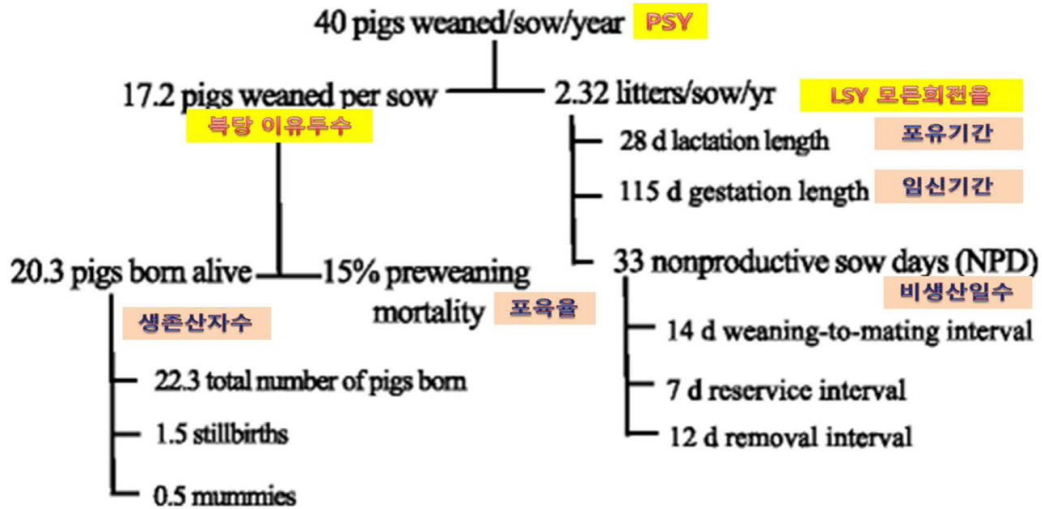 40 pigs weaned/sow/year PSY
17.2 pigs weaned per sow
복당 이유두수
2.32 litters/sow/yr LSY 모돈회전율
28 d lactation length 포유기간
115 d gestation length 임신기간
33 nonproductive sow days (NPD)
비생산일수
14 d weaning-to-mating interval
7 d reservice interval
12 d removal interval
20.3 pigs born alive
생존산자수
15% preweaning
mortality 포육율
22.3 total number of pigs born
1.5 stillbirths
0.5 mummies